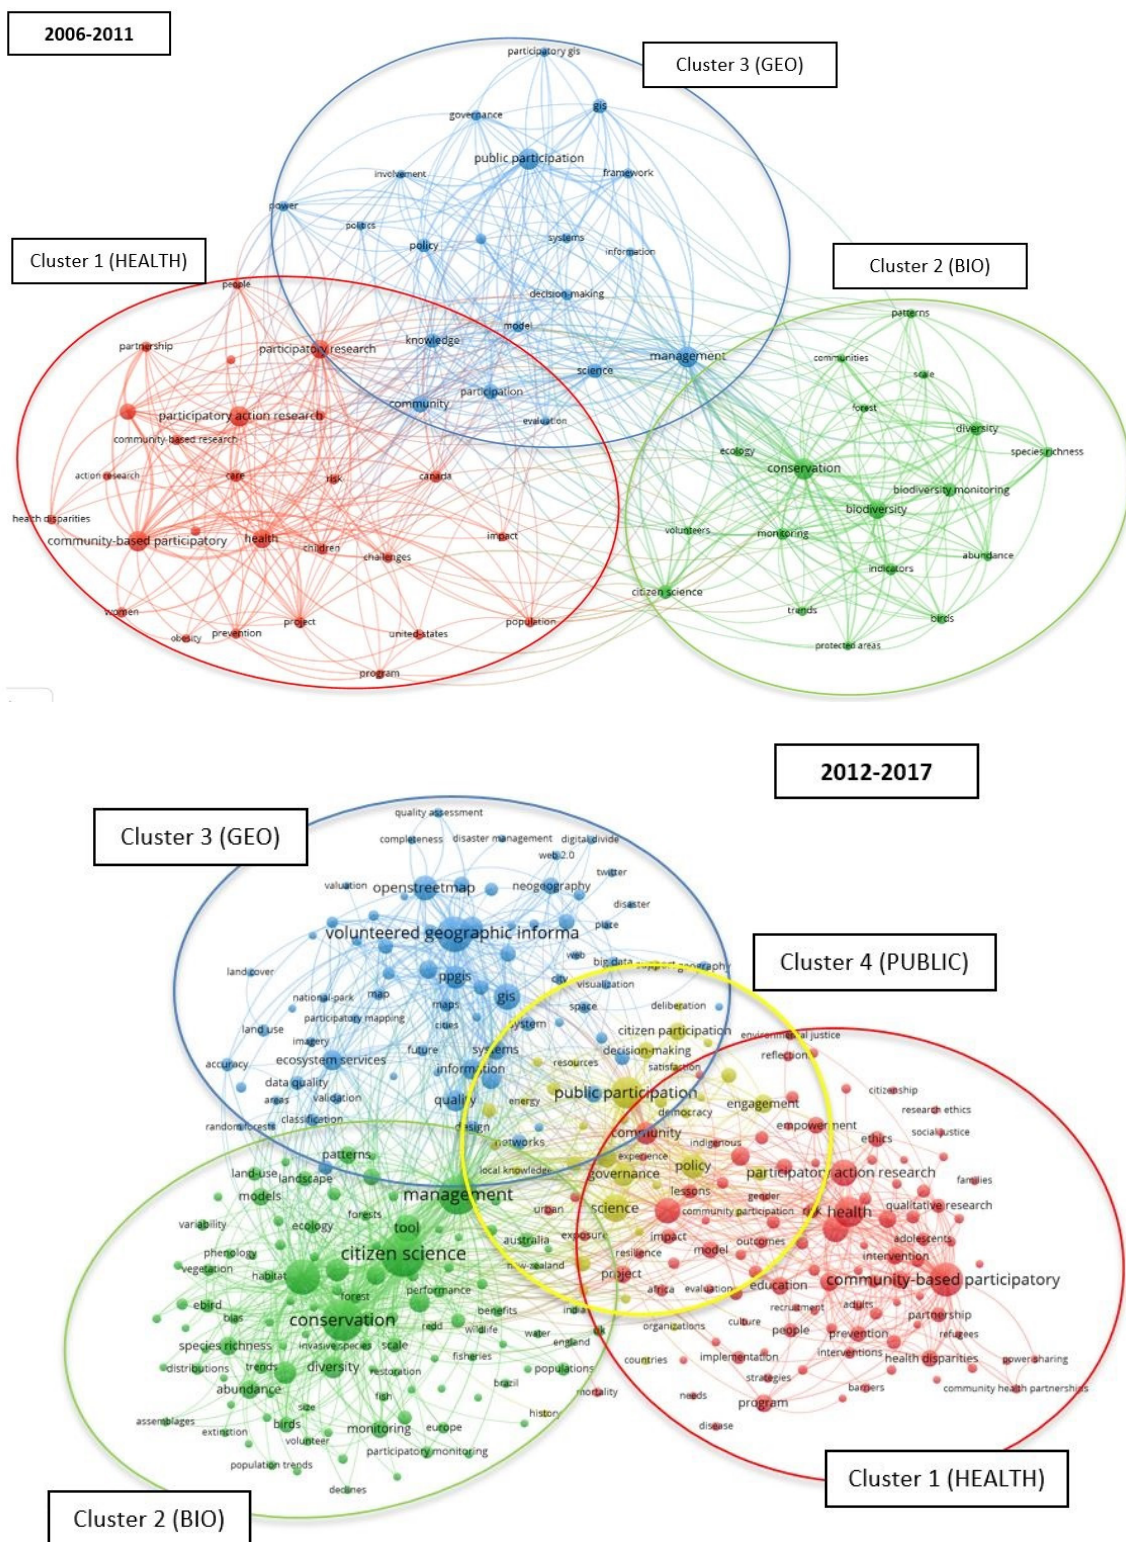 2006-2011
participatory gis
Cluster 3 (GEO)
gis
governance
public participation
involvement
framework
power
politics
policy
systems
information
Cluster 1 (HEALTH)
Cluster 2 (BIO)
people
decision-making
patterns
model
partnership
participatory research
knowledge
management
communities
science
scale
participation
community
forest
participatory action research
evaluation
diversity
community-based research
ecology
species richness
conservation
action research
care
risk
canada
biodiversity monitoring
biodiversity
health disparities
volunteers
monitoring
community-based participatory
health
impact
children
challenges
abundance
indicators
citizen science
women
trends
birds
project
population
obesity
prevention
united-states
protected areas
program
2012-2017
Cluster 3 (GEO)
quality assessment
completeness
disaster management
digital divide
web 2.0
twitter
valuation
openstreetmap
neogeography
disaster
place
volunteered geographic informa
web
big data
support
geography
Cluster 4 (PUBLIC)
land cover
ppgis
city
visualization
national-park
map
maps
gis
space
deliberation
participatory mapping
cities
system
citizen participation
land use
environmental justice
imagery
future
systems
decision-making
reflection
accuracy
ecosystem services
information
resources
satisfaction
data quality
public participation
citizenship
areas
validation
quality
energy
democracy
engagement
research ethics
classification
random forests
design
community
empowerment
social justice
networks
indigenous
ethics
patterns
experience
local knowledge
governance
policy
participatory action research
families
land-use
landscape
management
lessons
gender
models
urban
science
community participation
risk
health
qualitative research
forests
variability
ecology
tool
australia
exposure
impact
outcomes
adolescents
phenology
citizen science
resilience
model
intervention
vegetation
new-zealand
habitat
project
community-based participatory
forest
performance
africa
evaluation
education
ebird
benefits
india
recruitment
adults
bias
conservation
redd
wildlife
water
uk
organizations
culture
people
partnership
prevention
refugees
species richness
invasive species
scale
england
interventions
fisheries
countries
implementation
health disparities
power sharing
distributions
trends
diversity
restoration
populations
strategies
abundance
brazil
mortality
needs
barriers
community health partnerships
fish
size
program
assemblages
birds
history
disease
extinction
monitoring
europe
volunteer
participatory monitoring
population trends
Cluster 1 (HEALTH)
declines
Cluster 2 (BIO)